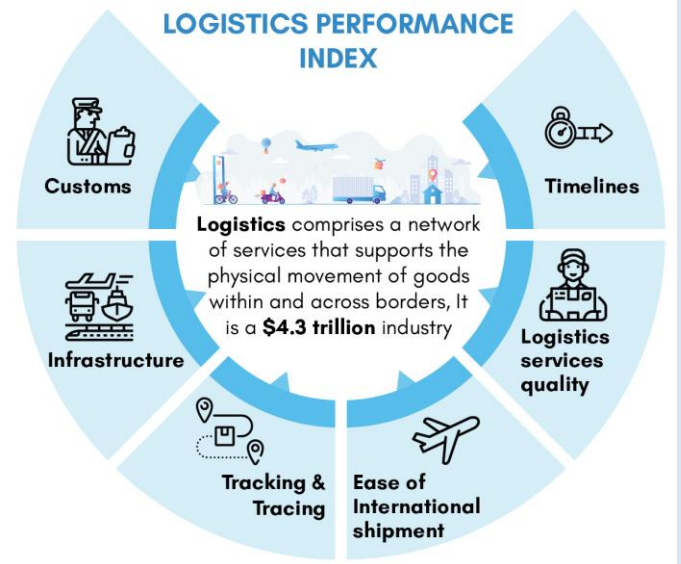 LOGISTICS PERFORMANCE
INDEX
Customs
Timelines
Logistics comprises a network
of services that supports the
physical movement of goods
within and across borders, It
is a $4.3 trillion industry
Infrastructure
Logistics
services
quality
Tracking &
Tracing
Ease of
International
shipment